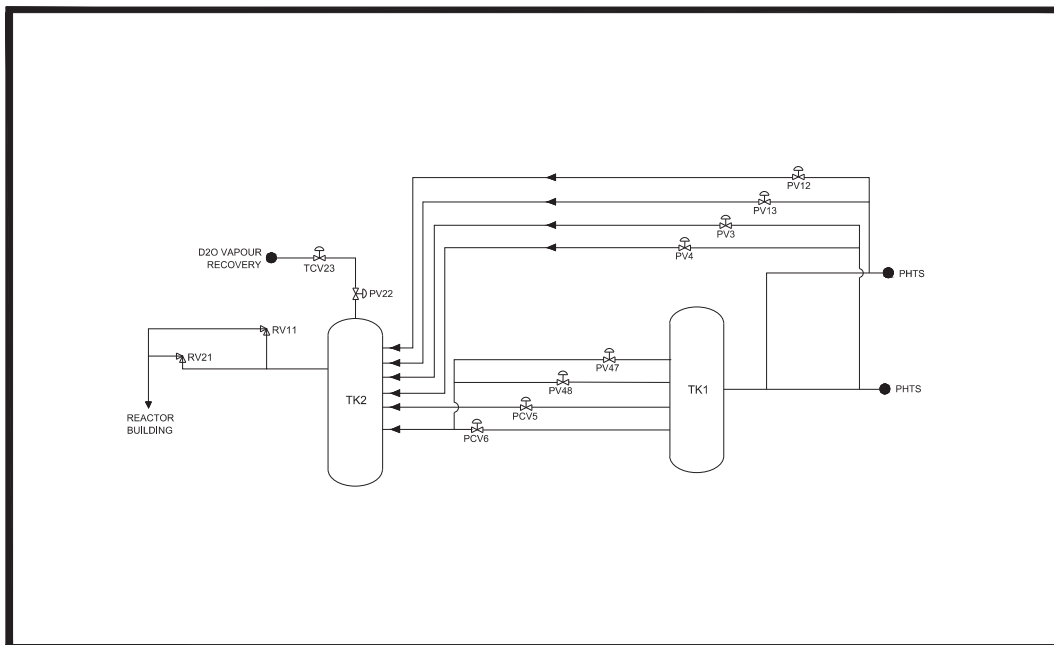 PV12
PV13
PV3
D2O VAPOUR
RECOVERY
TCV23
PV4
PHTS
PV22
RV11
RV21
PV47
TK2
PV48
TK1
PHTS
PCV5
REACTOR
BUILDING
PCV6